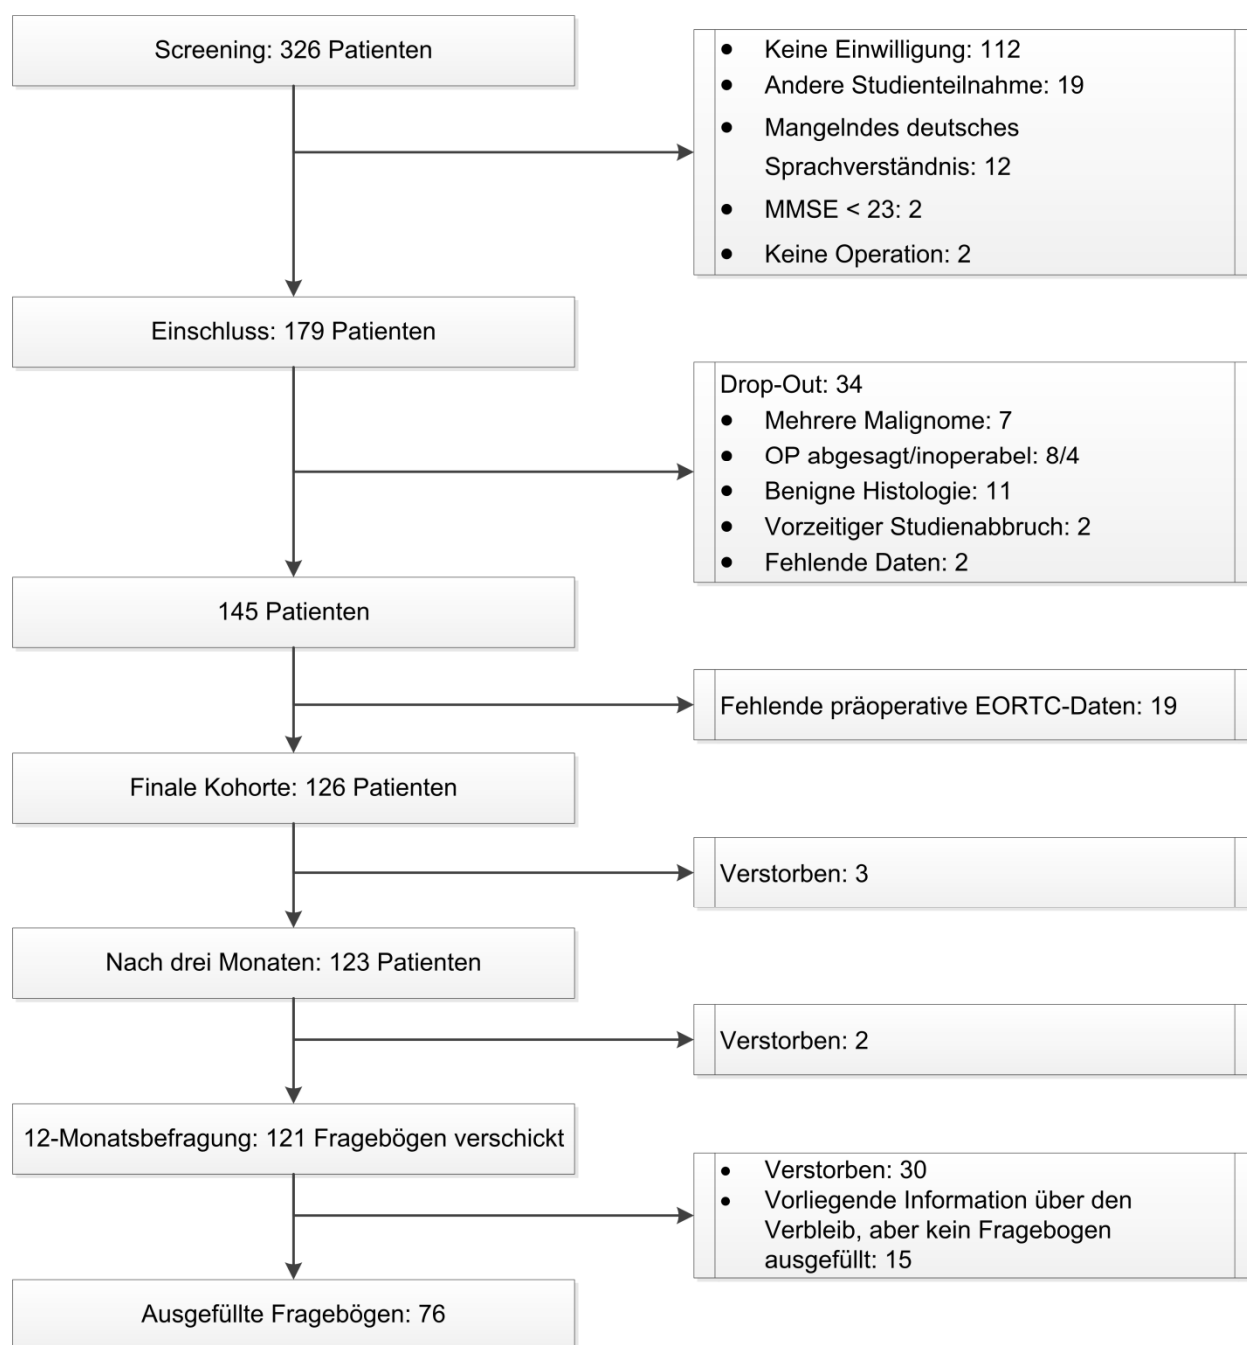 Screening: 326 Patienten
• Keine Einwilligung: 112
• Andere Studienteilnahme: 19
• Mangelndes deutsches
Sprachverständnis: 12
• MMSE < 23: 2
• Keine Operation: 2
Einschluss: 179 Patienten
Drop-Out: 34
• Mehrere Malignome: 7
• OP abgesagt/inoperabel: 8/4
• Benigne Histologie: 11
• Vorzeitiger Studienabbruch: 2
• Fehlende Daten: 2
145 Patienten
Fehlende präoperative EORTC-Daten: 19
Finale Kohorte: 126 Patienten
Verstorben: 3
Nach drei Monaten: 123 Patienten
Verstorben: 2
12-Monatsbefragung: 121 Fragebögen verschickt
• Verstorben: 30
• Vorliegende Information über den
Verbleib, aber kein Fragebogen
ausgefüllt: 15
Ausgefüllte Fragebögen: 76